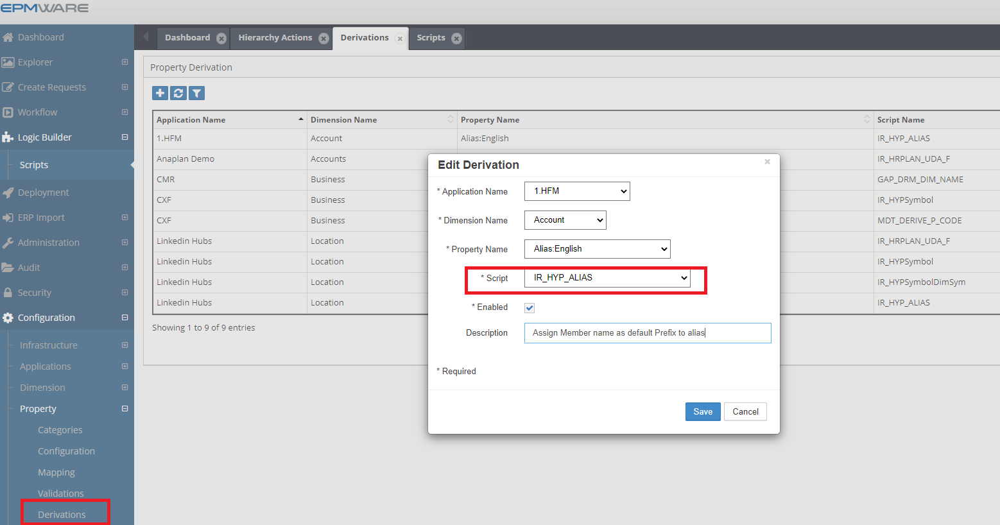 EPMWARE
Dashboard
Explorer
Create Requests
Workflow
Logic Builder
Scripts
Deployment
ERP Import
Administration
Audit
Security
Configuration
Infrastructure
Applications
Dimension
Property
Categories
Configuration
Mapping
Validations
Derivations
Dashboard Hierarchy Actions Derivations Scripts
Property Derivation
Application Name Dimension Name Property Name Script Name
1.HFM Account Alias:English IR_HYP_ALIAS
Anaplan Demo Accounts IR_HRPLAN_UDA_F
CMR Business GAP_DRM_DIM_NAME
CXF Business IR_HYPSymbol
CXF Business MDT_DERIVE_P_CODE
Linkedin Hubs Location IR_HRPLAN_UDA_F
Linkedin Hubs Location IR_HYPSymbol
Linkedin Hubs Location IR_HYPSymbolDimSym
Linkedin Hubs Location IR_HYP_ALIAS
Showing 1 to 9 of 9 entries
Edit Derivation
* Application Name 1.HFM
* Dimension Name Account
* Property Name Alias:English
* Script IR_HYP_ALIAS
* Enabled
Description Assign Member name as default Prefix to alias
* Required
Save Cancel